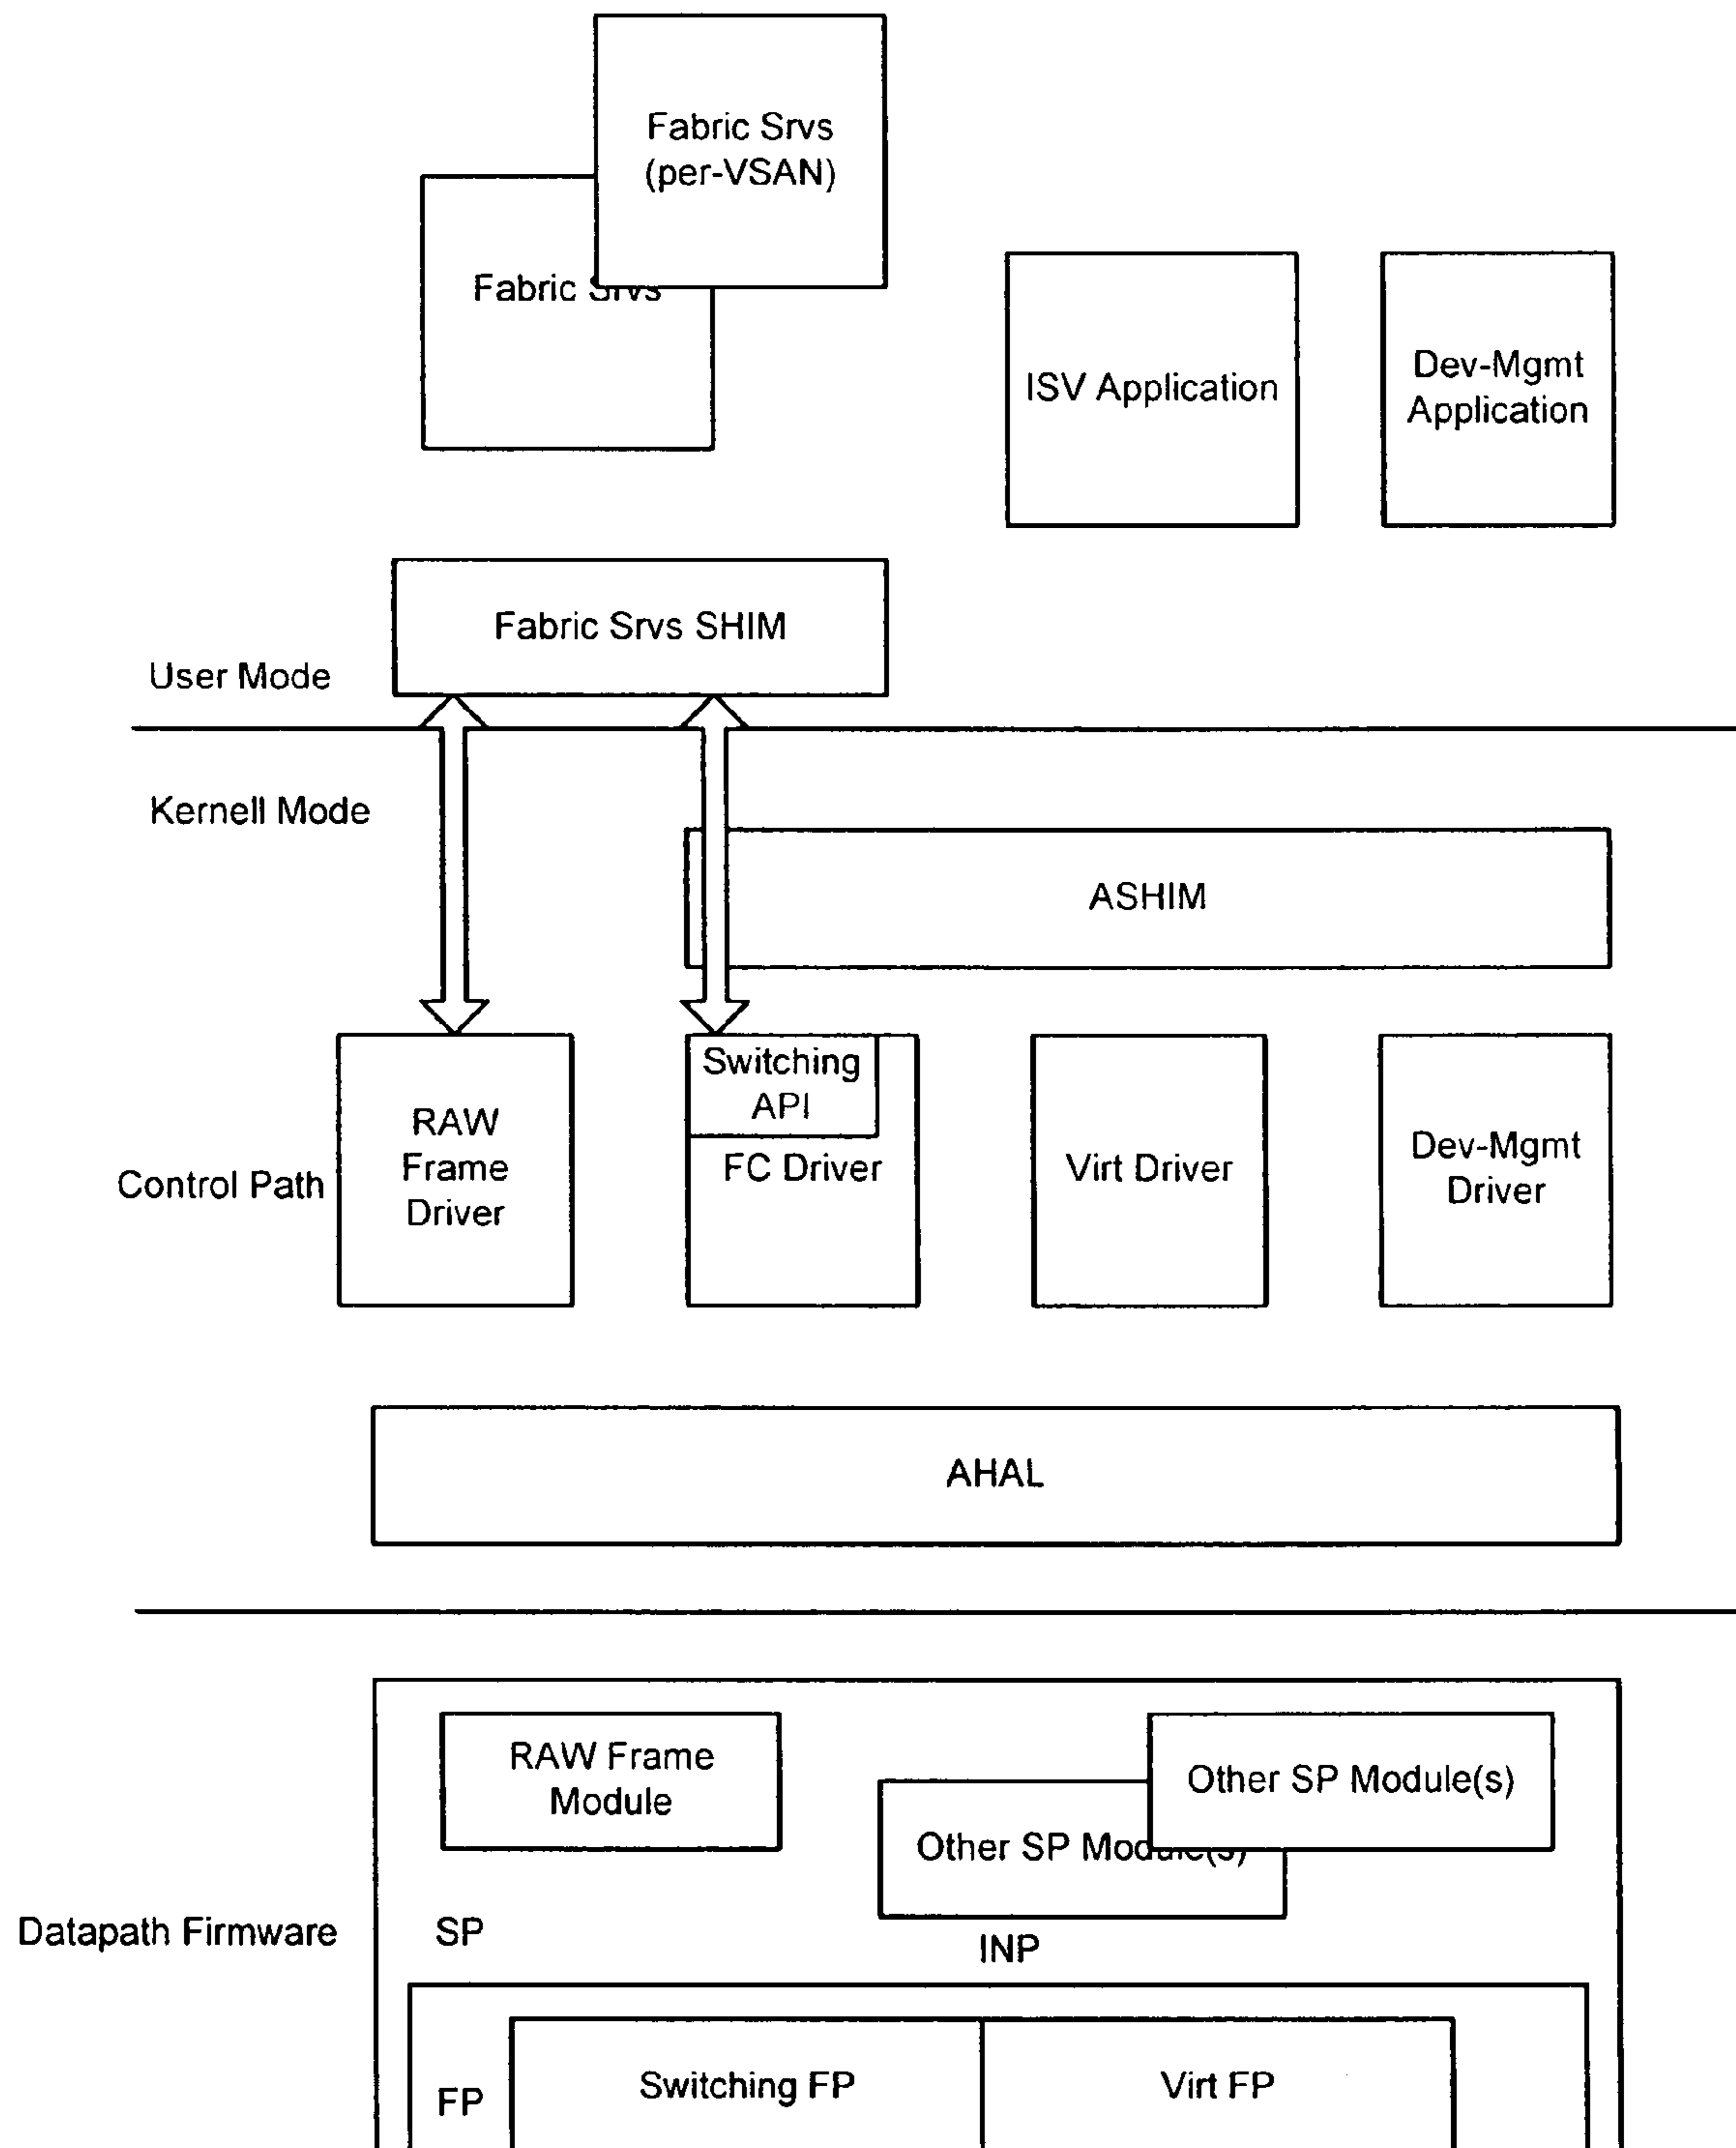 Fabric Srvs
(per-VSAN)
Fabric Srvs
ISV Application
Dev-Mgmt
Application
Fabric Srvs SHIM
User Mode
Kernell Mode
ASHIM
Switching
API
RAW
Frame
Driver
FC Driver
Virt Driver
Dev-Mgmt
Driver
Control Path
AHAL
RAW Frame
Module
Other SP Module(s)
Other SP Module(s)
Datapath Firmware
SP
INP
FP
Switching FP
Virt FP